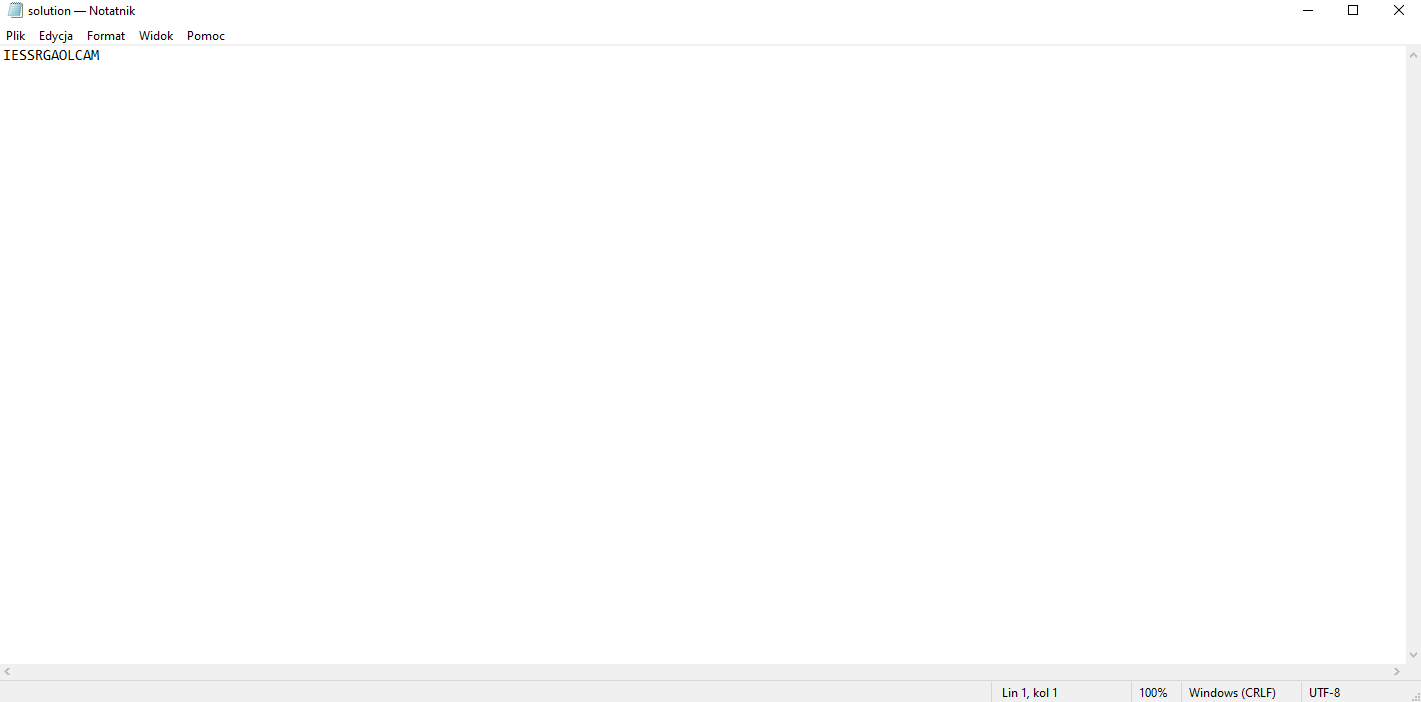 solution — Notatnik
Plik Edycja Format Widok Pomoc
IESSRGAOLCAM
Lin 1, kol 1 100% Windows (CRLF) UTF-8